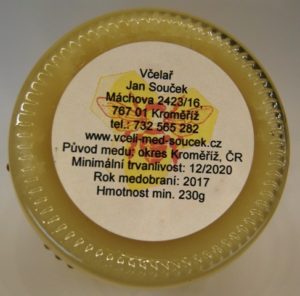 Včelař
Jan Souček
Máchova 2423/16,
767 01 Kroměříž
tel.: 732 565 282
www.vceli-med-soucek.cz
Původ medu: okres Kroměříž, ČR
Minimální trvanlivost: 12/2020
Rok medobraní: 2017
Hmotnost min. 230g